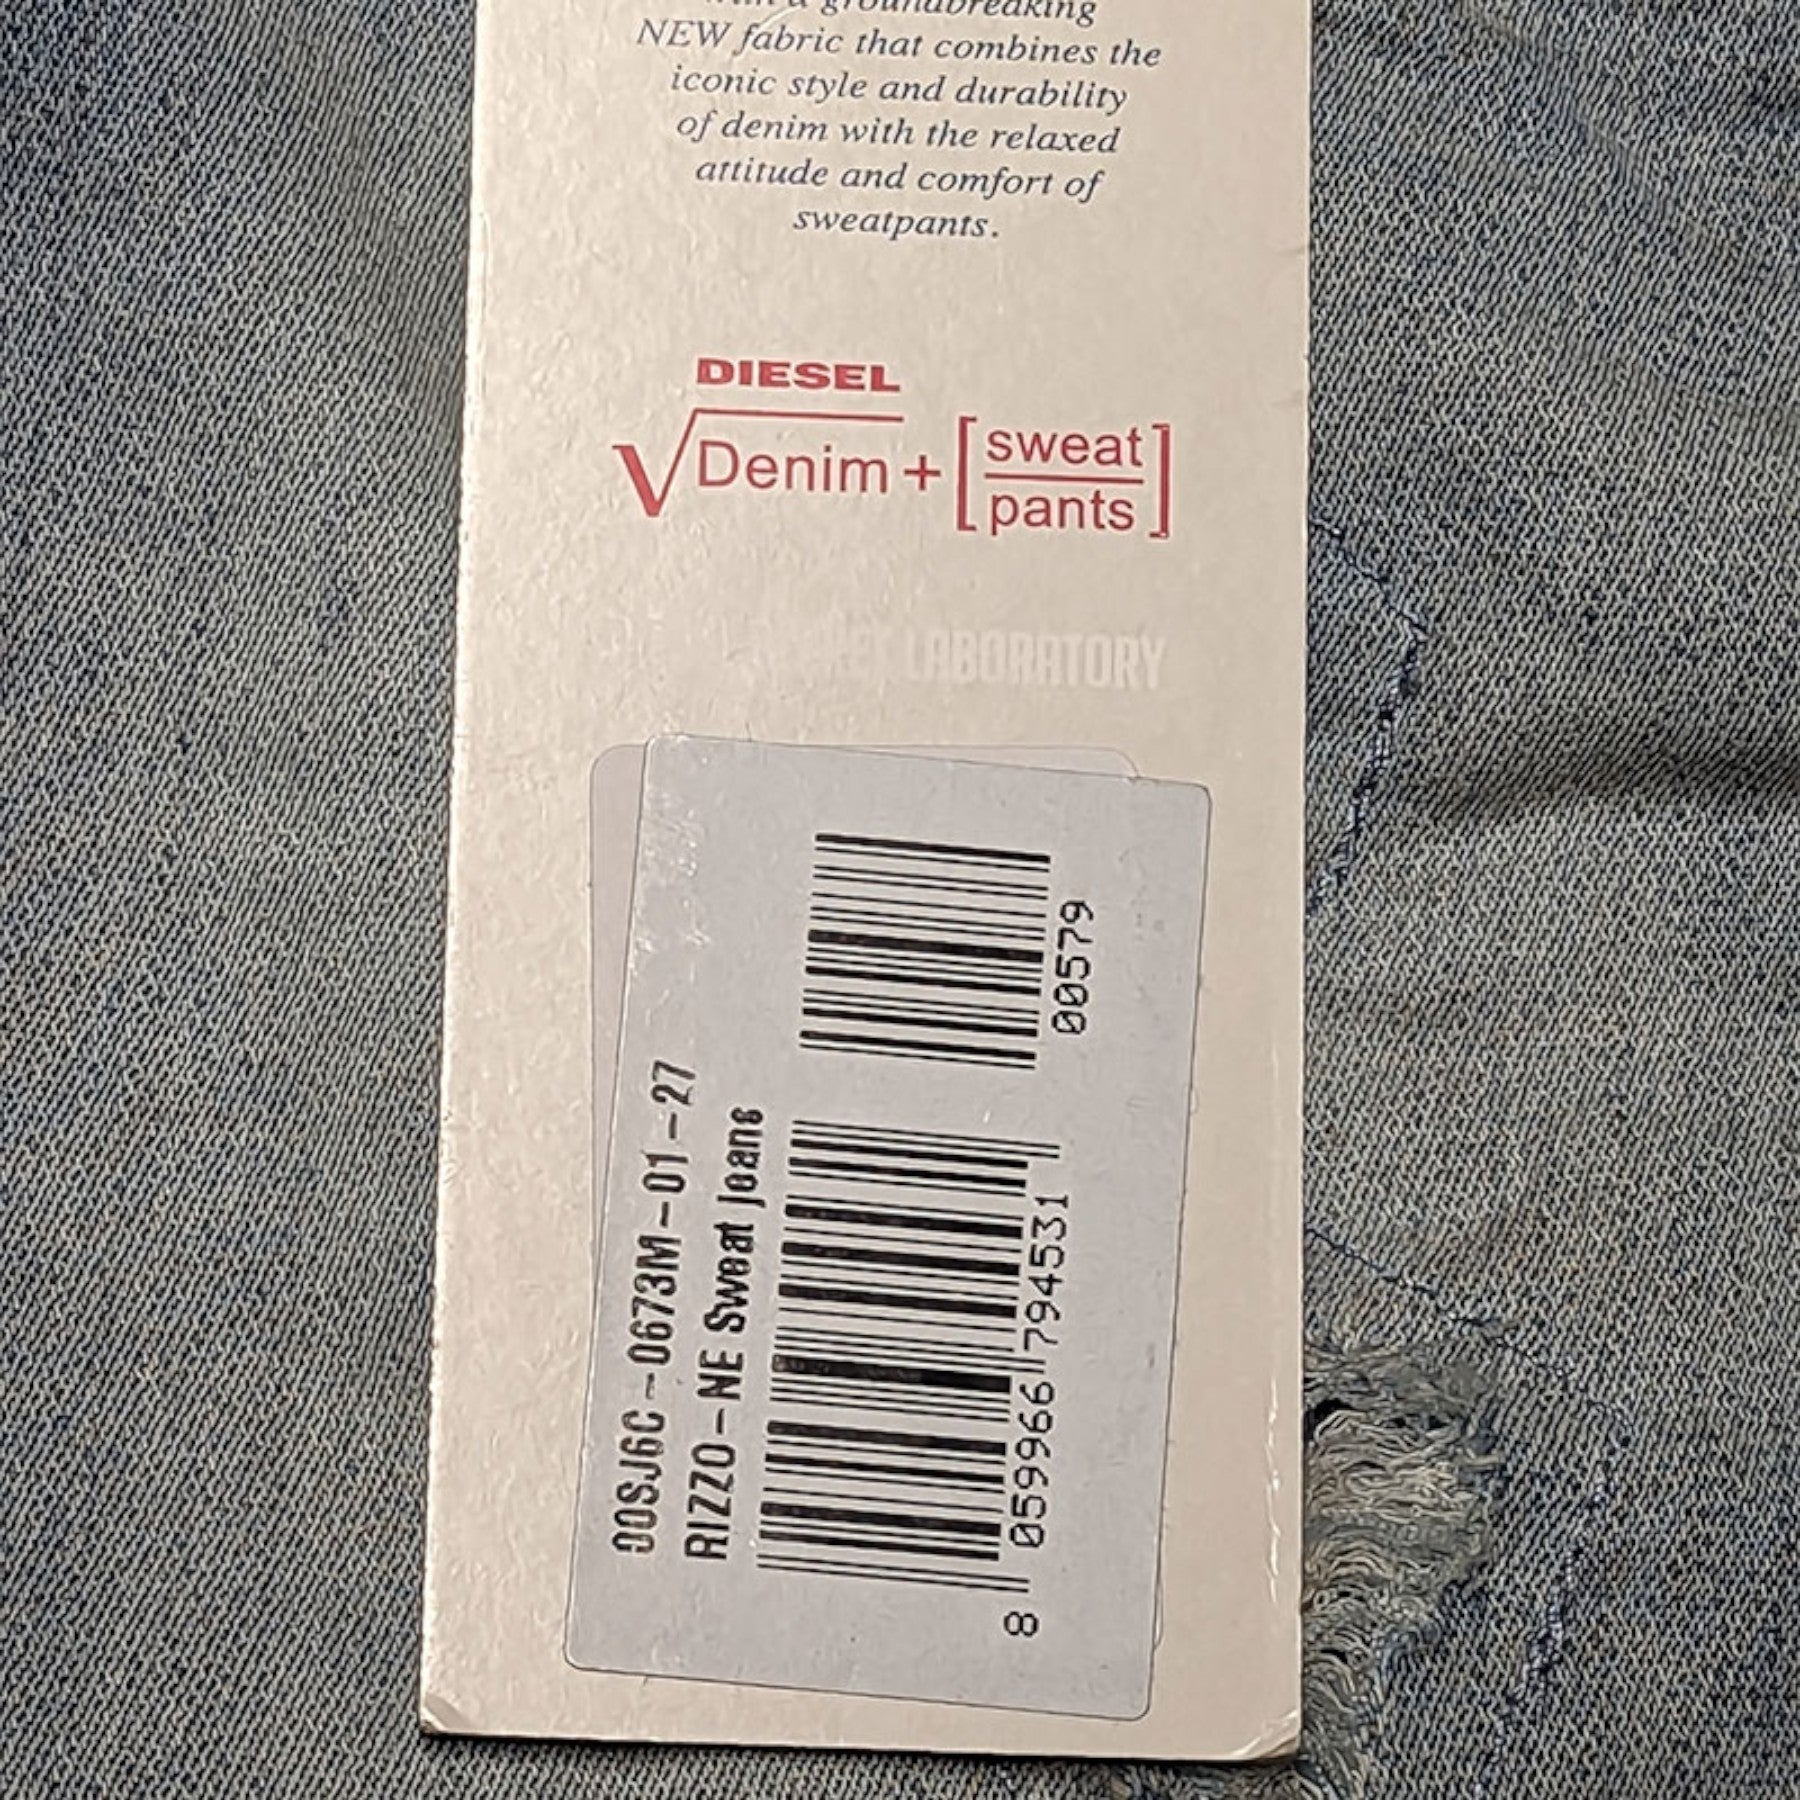 groundbreaking
NEW fabric that combines the
iconic style and durability
of denim with the relaxed
attitude and comfort of
sweatpants.
DIESEL
√Denim + [sweat
pants]
LABORATORY
00SJ6C-0673M-01-27
RIZZO-NE Sweat jeans
00579
8 059966 794531